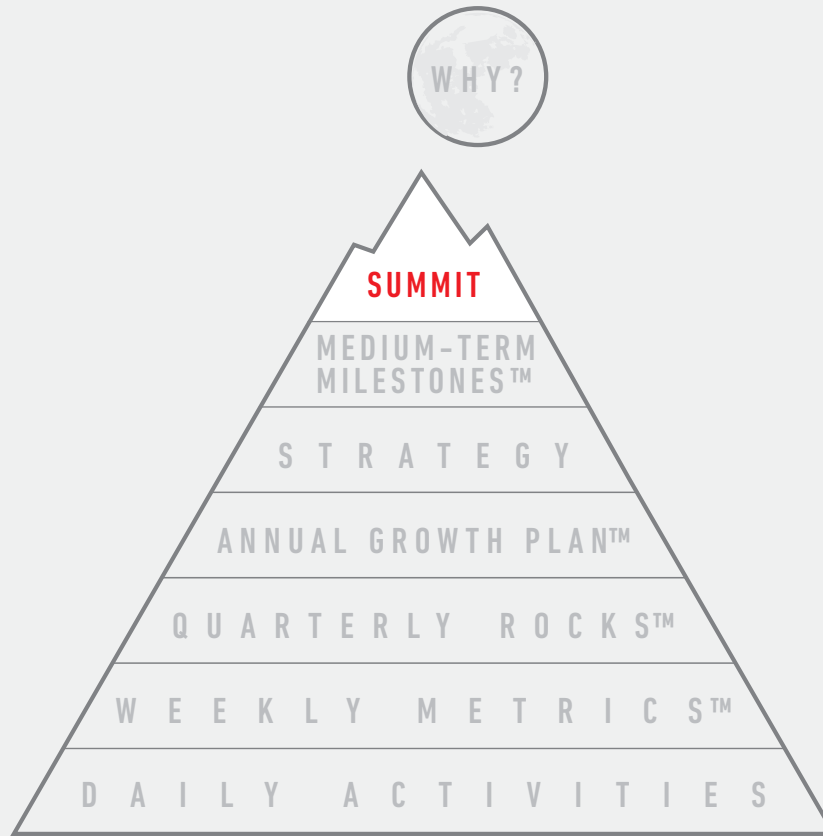 WHY?
SUMMIT
MEDIUM-TERM
MILESTONES™
STRATEGY
ANNUAL GROWTH PLAN™
QUARTERLY ROCKS™
WEEKLY METRICS™
DAILY ACTIVITIES